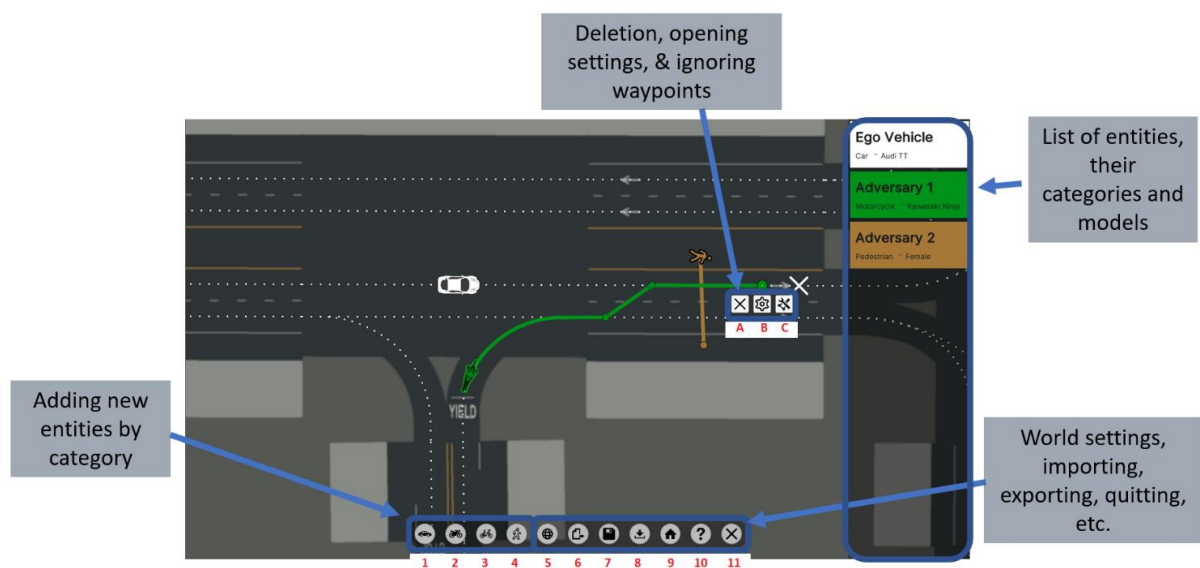 Deletion, opening
settings, & ignoring
waypoints
Ego Vehicle
Car - Audi TT
Adversary 1
Motorcycle - Kawasaki Ninja
Adversary 2
Pedestrian - Female
List of entities,
their
categories and
models
A B C
YIELD
Adding new
entities by
category
World settings,
importing,
exporting, quitting,
etc.
?
1 2 3 4 5 6 7 8 9 10 11